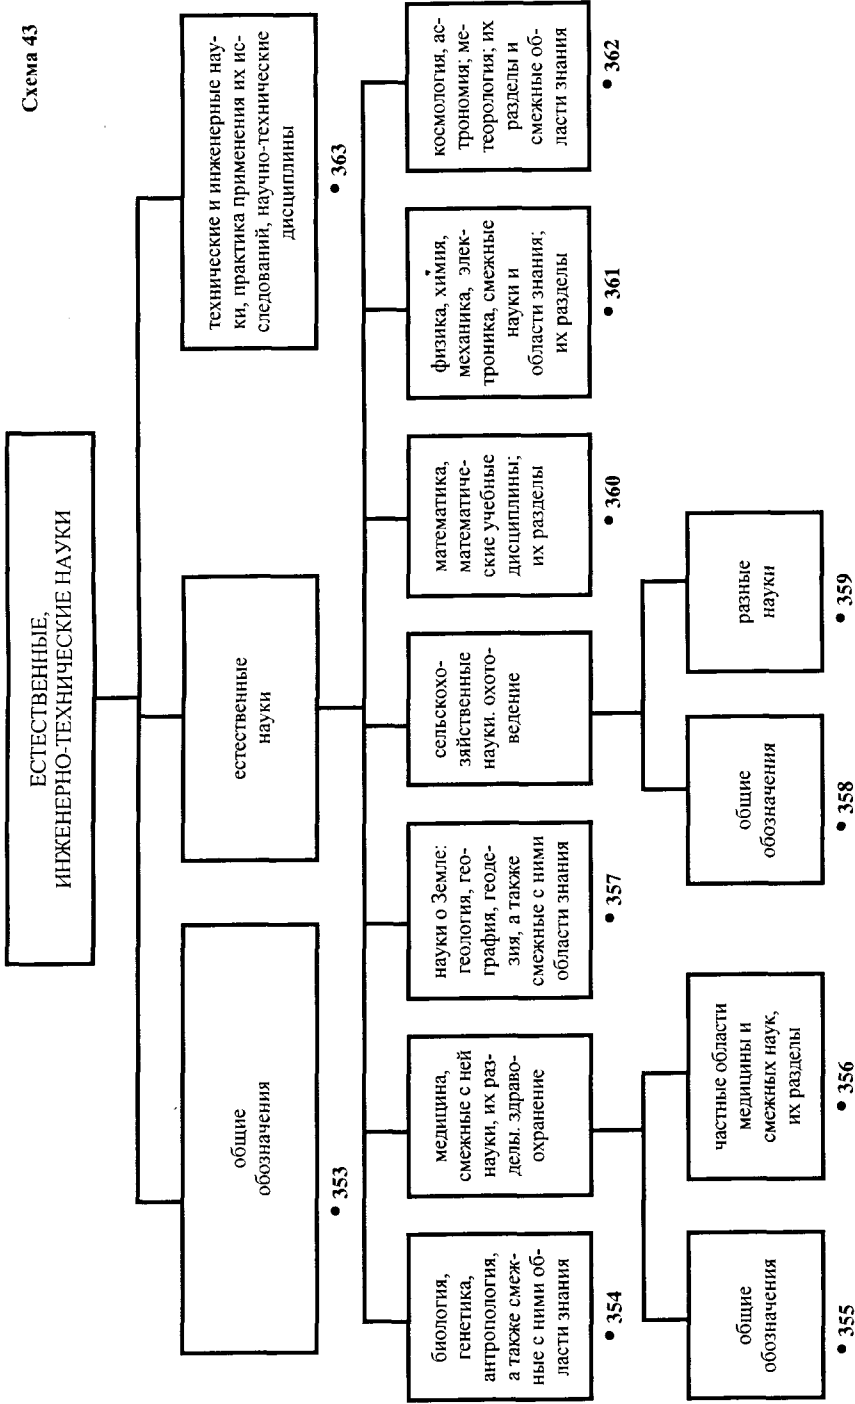 Схема 43
ЕСТЕСТВЕННЫЕ,
ИНЖЕНЕРНО-ТЕХНИЧЕСКИЕ НАУКИ
общие
обозначения
• 353
естественные
науки
технические и инженерные нау-
ки, практика применения их ис-
следований, научно-технические
дисциплины
• 363
биология,
генетика,
антропология,
а также смеж-
ные с ними об-
ласти знания
• 354
медицина,
смежные с ней
науки, их раз-
делы. здраво-
охранение
науки о Земле:
геология, гео-
графия, геоде-
зия, а также
смежные с ними
области знания
• 357
сельскохо-
зяйственные
науки. охото-
ведение
математика,
математиче-
ские учебные
дисциплины;
их разделы
• 360
физика, химия,
механика, элек-
троника, смежные
науки и
области знания;
их разделы
• 361
космология, ас-
трономия; ме-
теорология; их
разделы и
смежные об-
ласти знания
• 362
общие
обозначения
• 355
частные области
медицины и
смежных наук,
их разделы
• 356
общие
обозначения
• 358
разные
науки
• 359